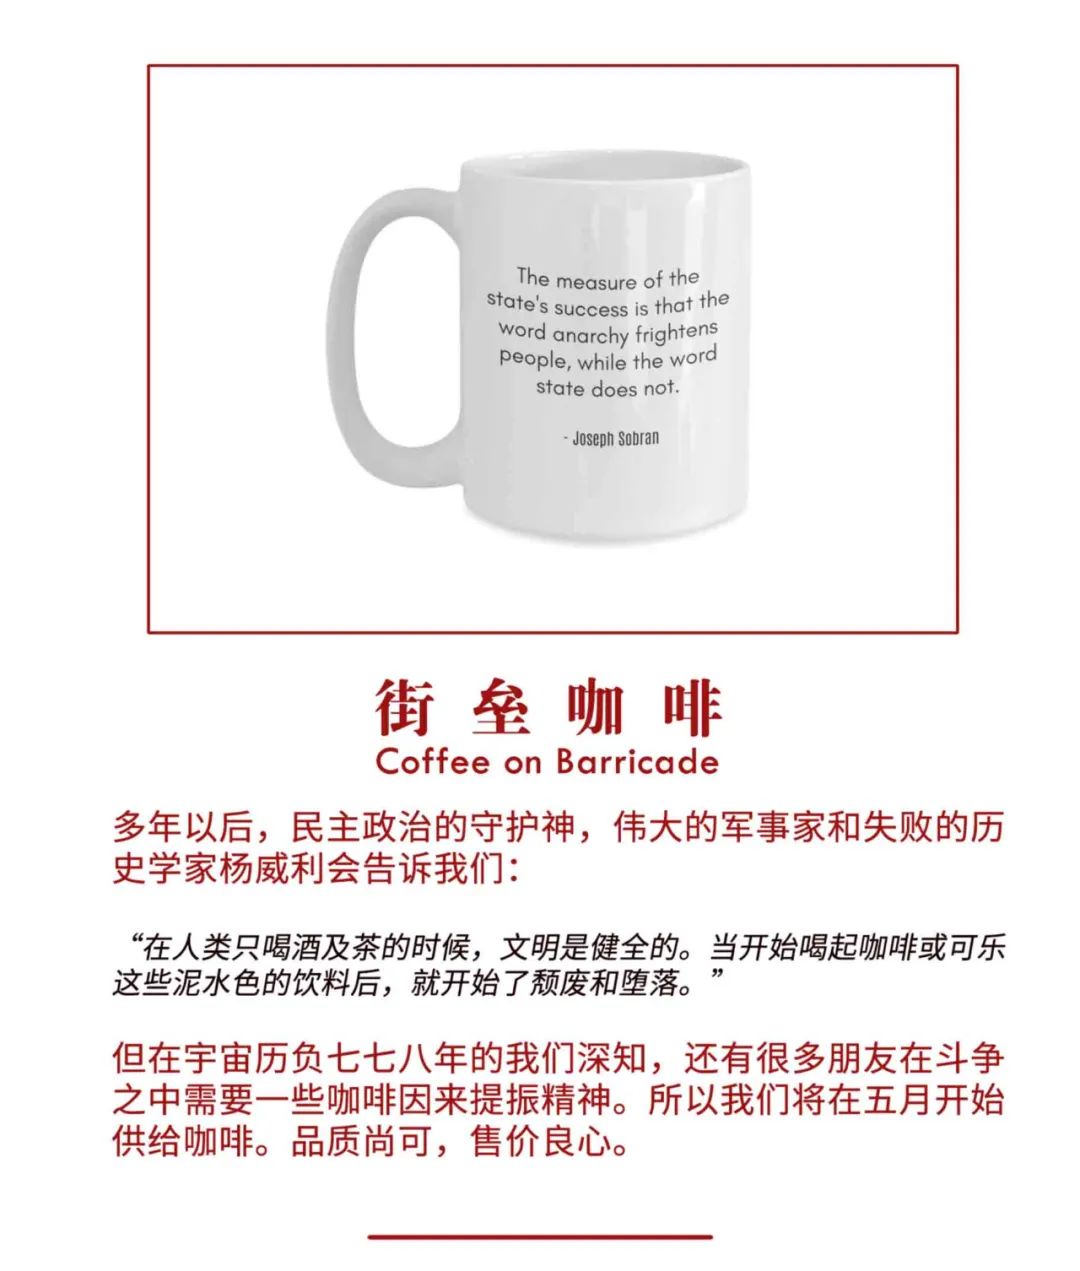 The measure of the
state's success is that the
word anarchy frightens
people, while the word
state does not.
- Joseph Sobran
街垒咖啡
Coffee on Barricade
多年以后，民主政治的守护神，伟大的军事家和失败的历
史学家杨威利会告诉我们：
“在人类只喝酒及茶的时候，文明是健全的。当开始喝起咖啡或可乐
这些泥水色的饮料后，就开始了颓废和堕落。”
但在宇宙历负七七八年的我们深知，还有很多朋友在斗争
之中需要一些咖啡因来提振精神。所以我们将在五月开始
供给咖啡。品质尚可，售价良心。